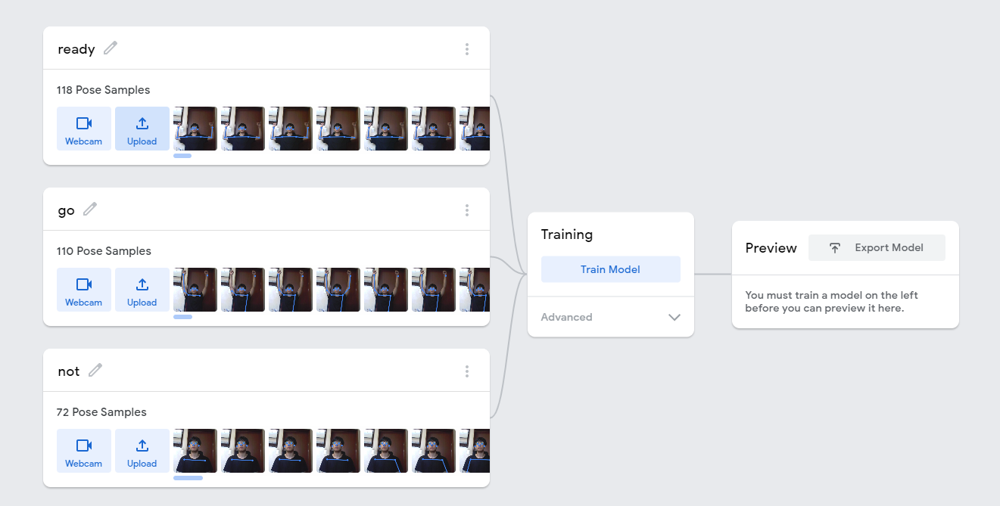 ready
118 Pose Samples
Webcam
Upload
go
110 Pose Samples
Webcam
Upload
not
72 Pose Samples
Webcam
Upload
Training
Train Model
Advanced
Preview
Export Model
You must train a model on the left
before you can preview it here.